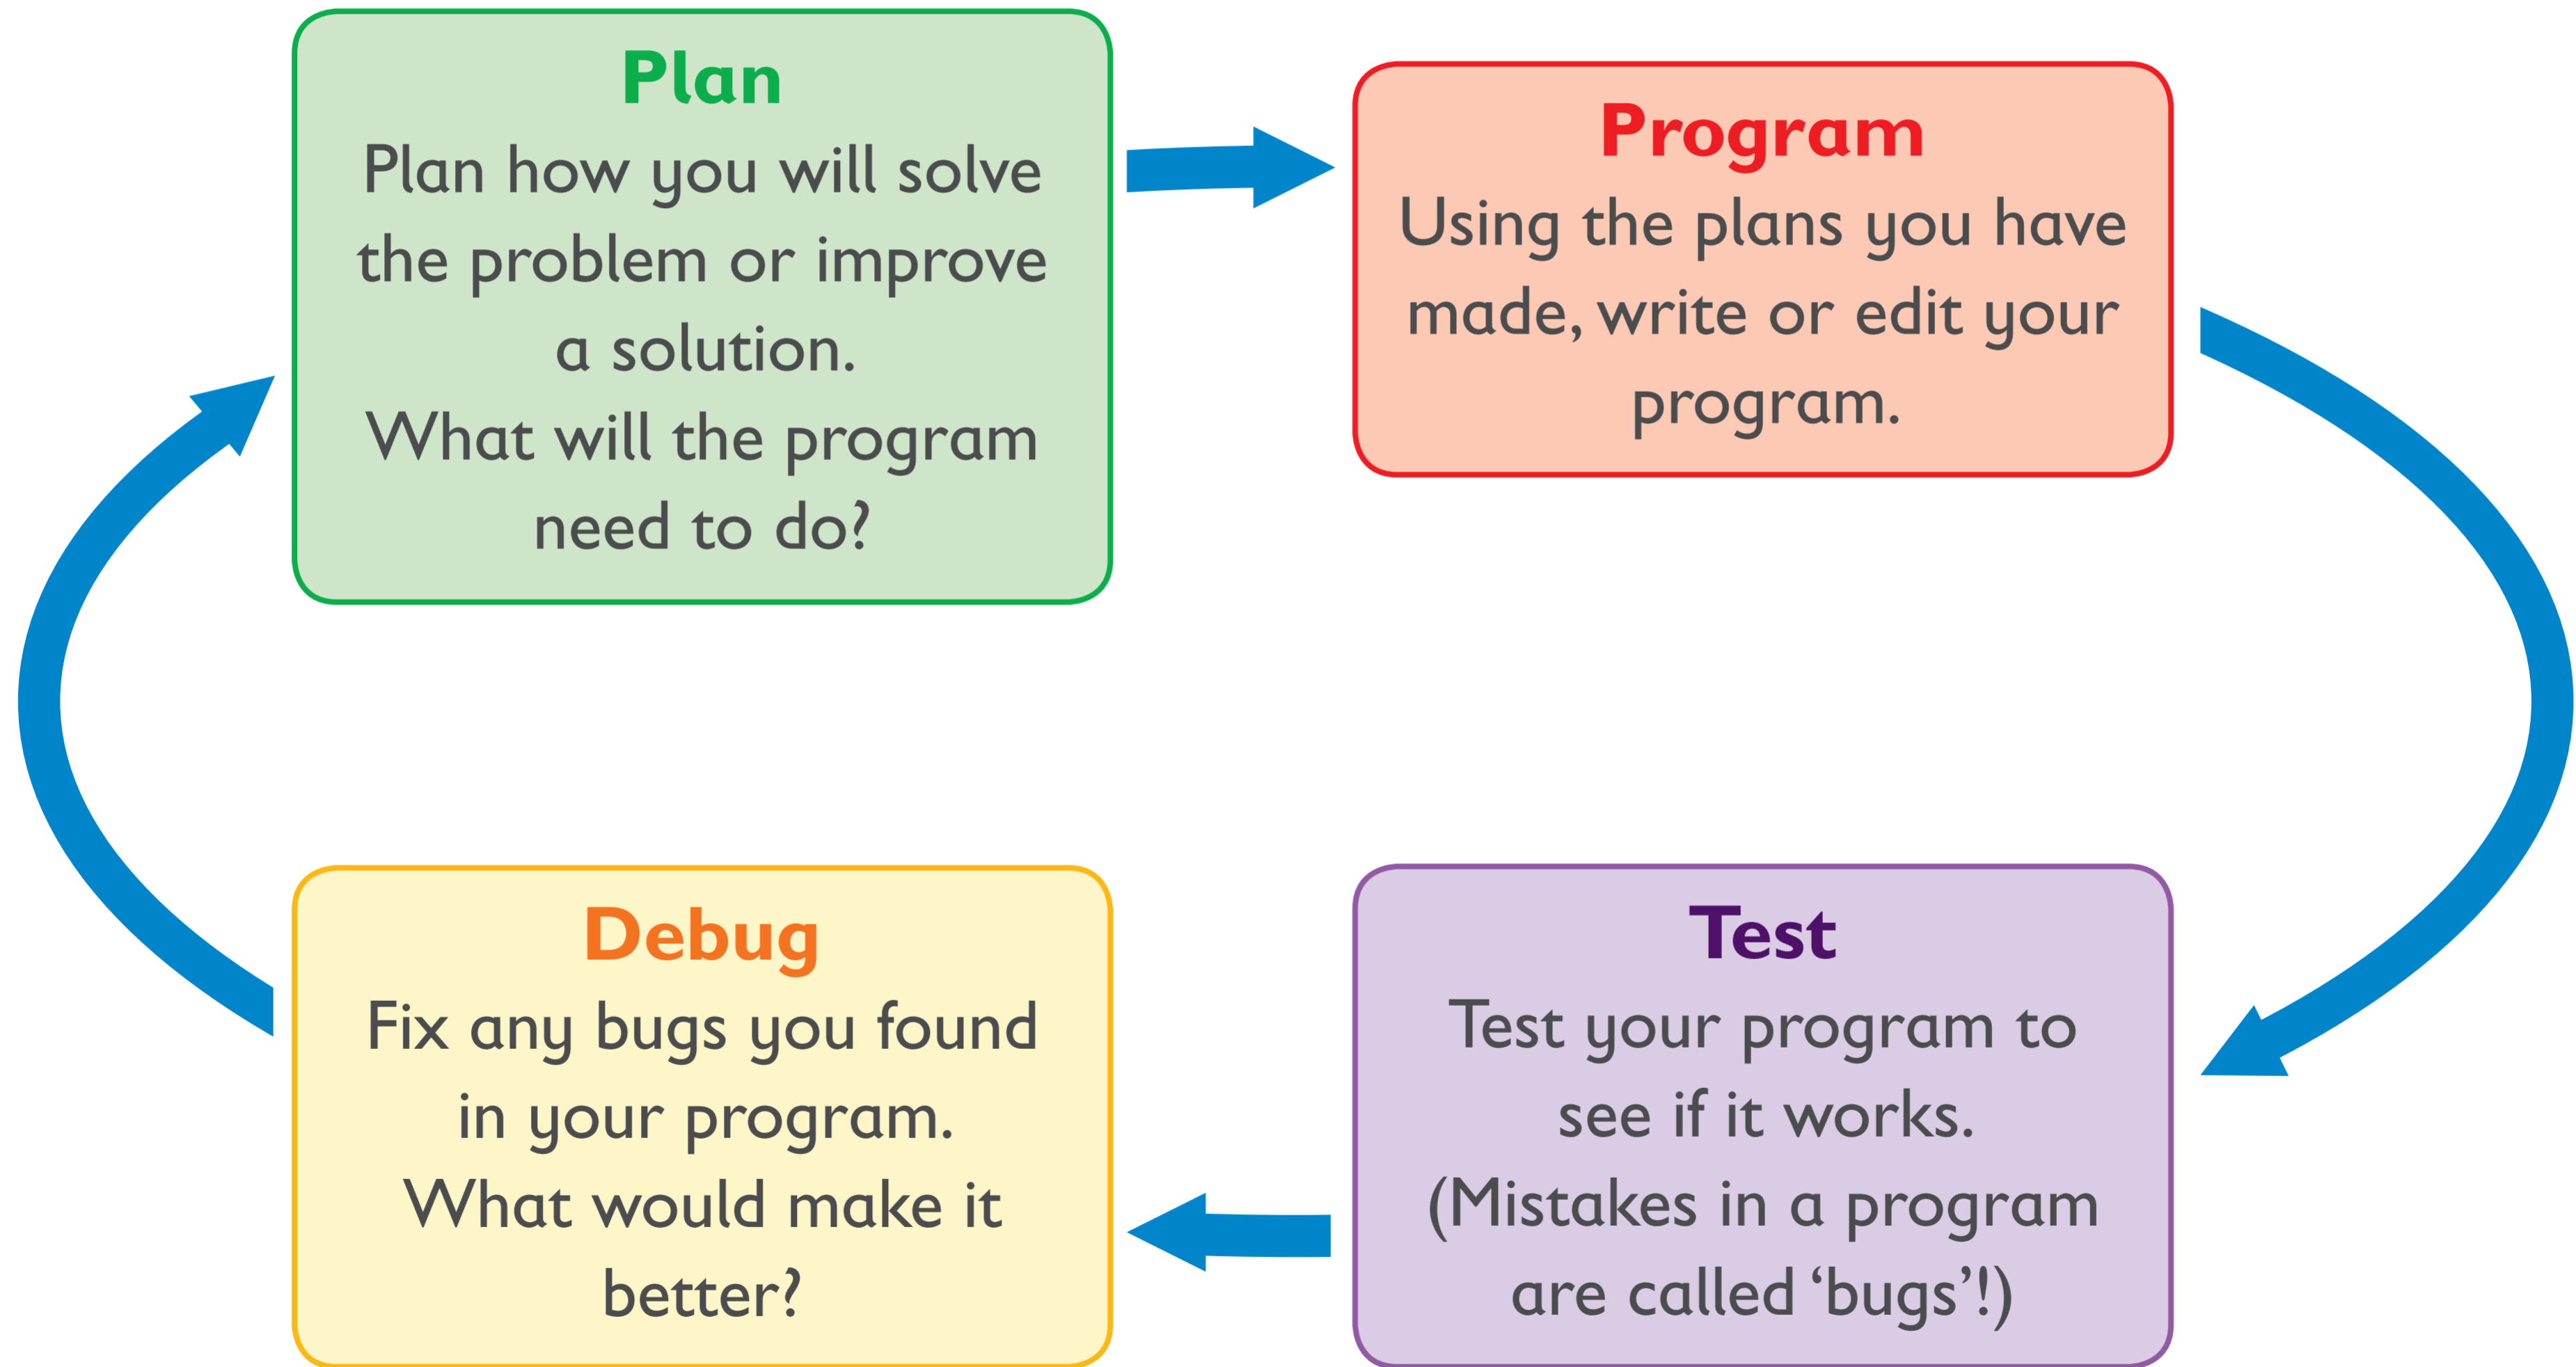 Plan
Plan how you will solve
the problem or improve
a solution.
What will the program
need to do?
Program
Using the plans you have
made, write or edit your
program.
Test
Test your program to
see if it works.
(Mistakes in a program
are called ‘bugs’!)
Debug
Fix any bugs you found
in your program.
What would make it
better?